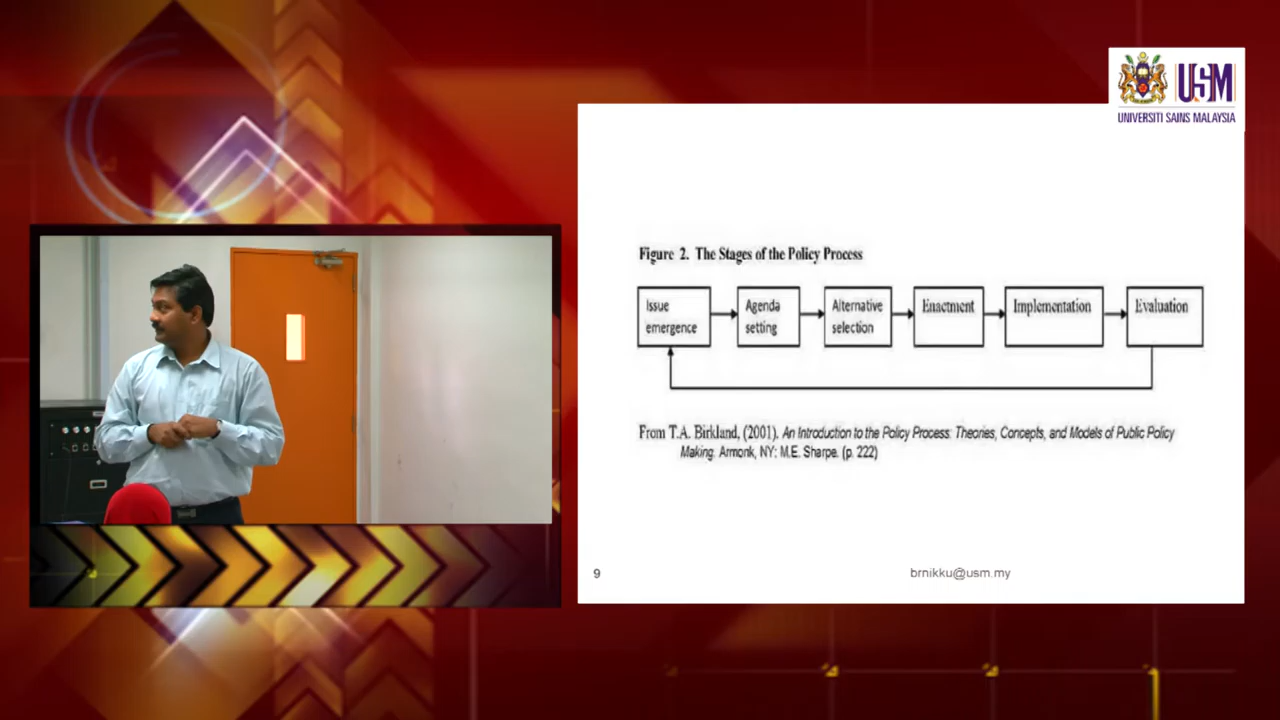 USM
UNIVERSITI SAINS MALAYSIA
Figure 2. The Stages of the Policy Process
Issue
emergence
Agenda
setting
Alternative
selection
Enactment
Implementation
Evaluation
From T.A. Birkland, (2001). An Introduction to the Policy Process: Theories, Concepts, and Models of Public Policy
Making. Armonk, NY: M.E. Sharpe. (p. 222)
9
brnikku@usm.my